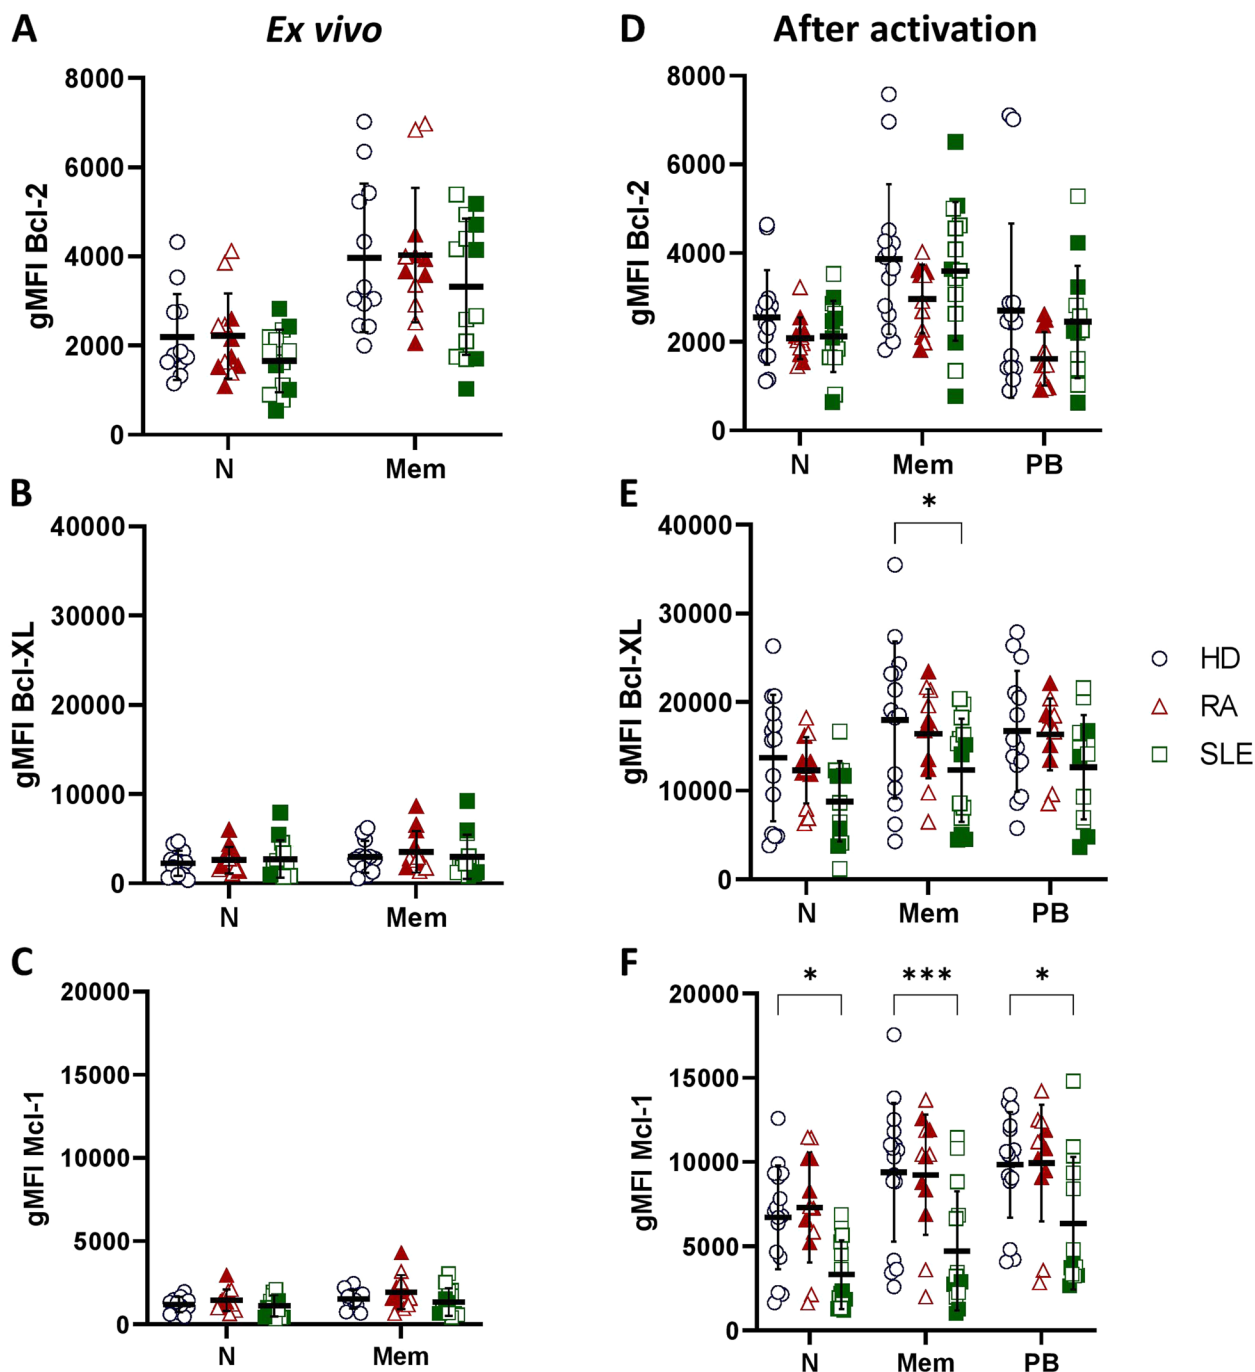 A
Ex vivo
gMFI Bcl-2
8000
6000
4000
2000
0
N
Mem
B
gMFI Bcl-XL
40000
30000
20000
10000
0
N
Mem
C
gMFI Mcl-1
20000
15000
10000
5000
0
N
Mem
D
After activation
gMFI Bcl-2
8000
6000
4000
2000
0
N
Mem
PB
E
*
gMFI Bcl-XL
40000
30000
20000
10000
0
N
Mem
PB
HD
RA
SLE
F
*
***
*
gMFI Mcl-1
20000
15000
10000
5000
0
N
Mem
PB